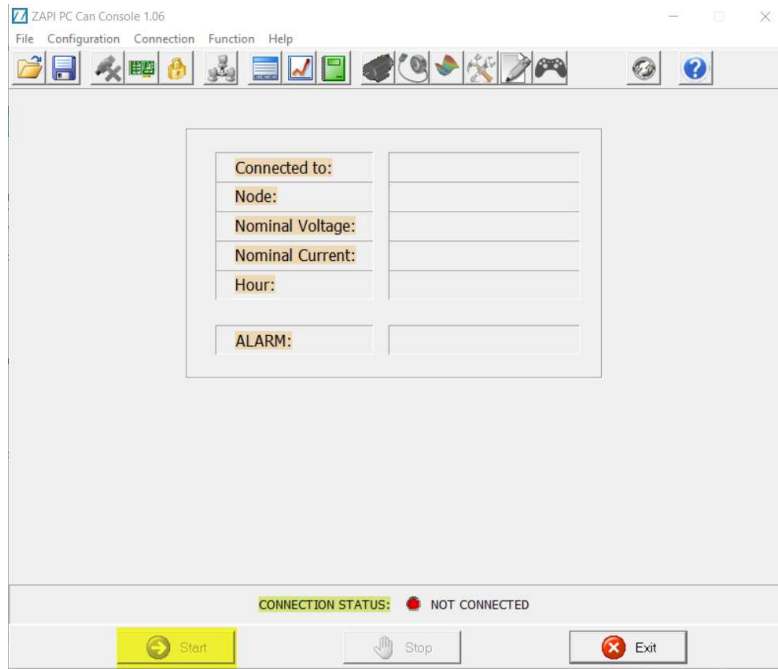 ZAPI PC Can Console 1.06
File Configuration Connection Function Help
Connected to:
Node:
Nominal Voltage:
Nominal Current:
Hour:
ALARM:
CONNECTION STATUS: NOT CONNECTED
Start Stop Exit